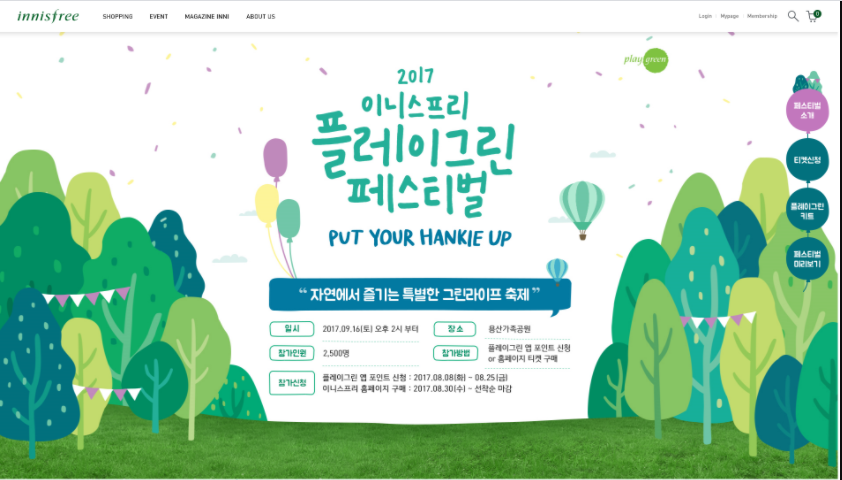 innisfree
SHOPPING EVENT MAGAZINE INNI ABOUT US
Login Mypage Membership
0
play green
2017
이니스프리
플레이그린
페스티벌
PUT YOUR HANKIE UP
“ 자연에서 즐기는 특별한 그린라이프 축제 ”
일시 2017.09.16(토) 오후 2시 부터
장소 용산가족공원
참가인원 2,500명
참가방법 플레이그린 앱 포인트 신청
or 홈페이지 티켓 구매
참가신청 플레이그린 앱 포인트 신청 : 2017.08.08(화) ~ 08.25(금)
이니스프리 홈페이지 구매 : 2017.08.30(수) ~ 선착순 마감
페스티벌
소개
티켓신청
플레이그린
키트
페스티벌
미리보기